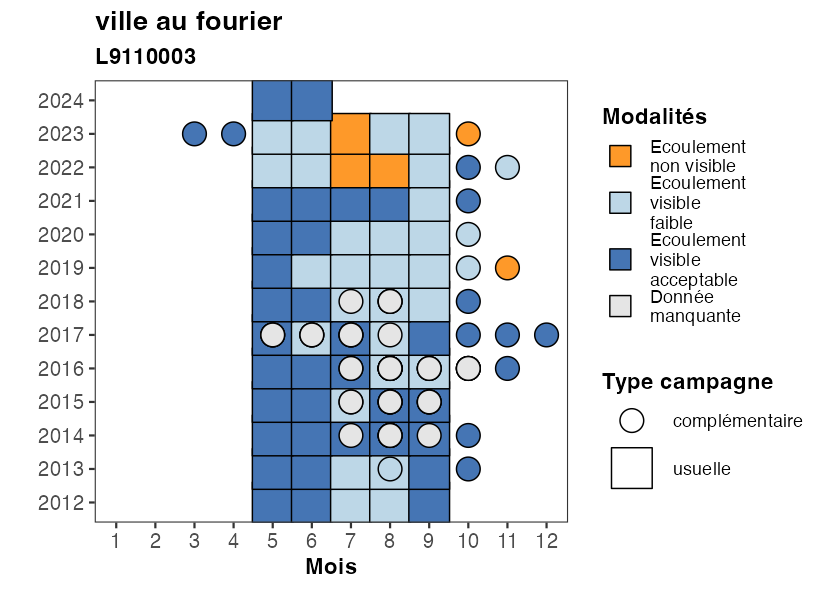 ville au fourier
L9110003
2024
2023
2022
2021
2020
2019
2018
2017
2016
2015
2014
2013
2012
1 2 3 4 5 6 7 8 9 10 11 12
Mois
Modalités
Ecoulement
non visible
Ecoulement
visible
faible
Ecoulement
visible
acceptable
Donnée
manquante
Type campagne
complémentaire
usuelle